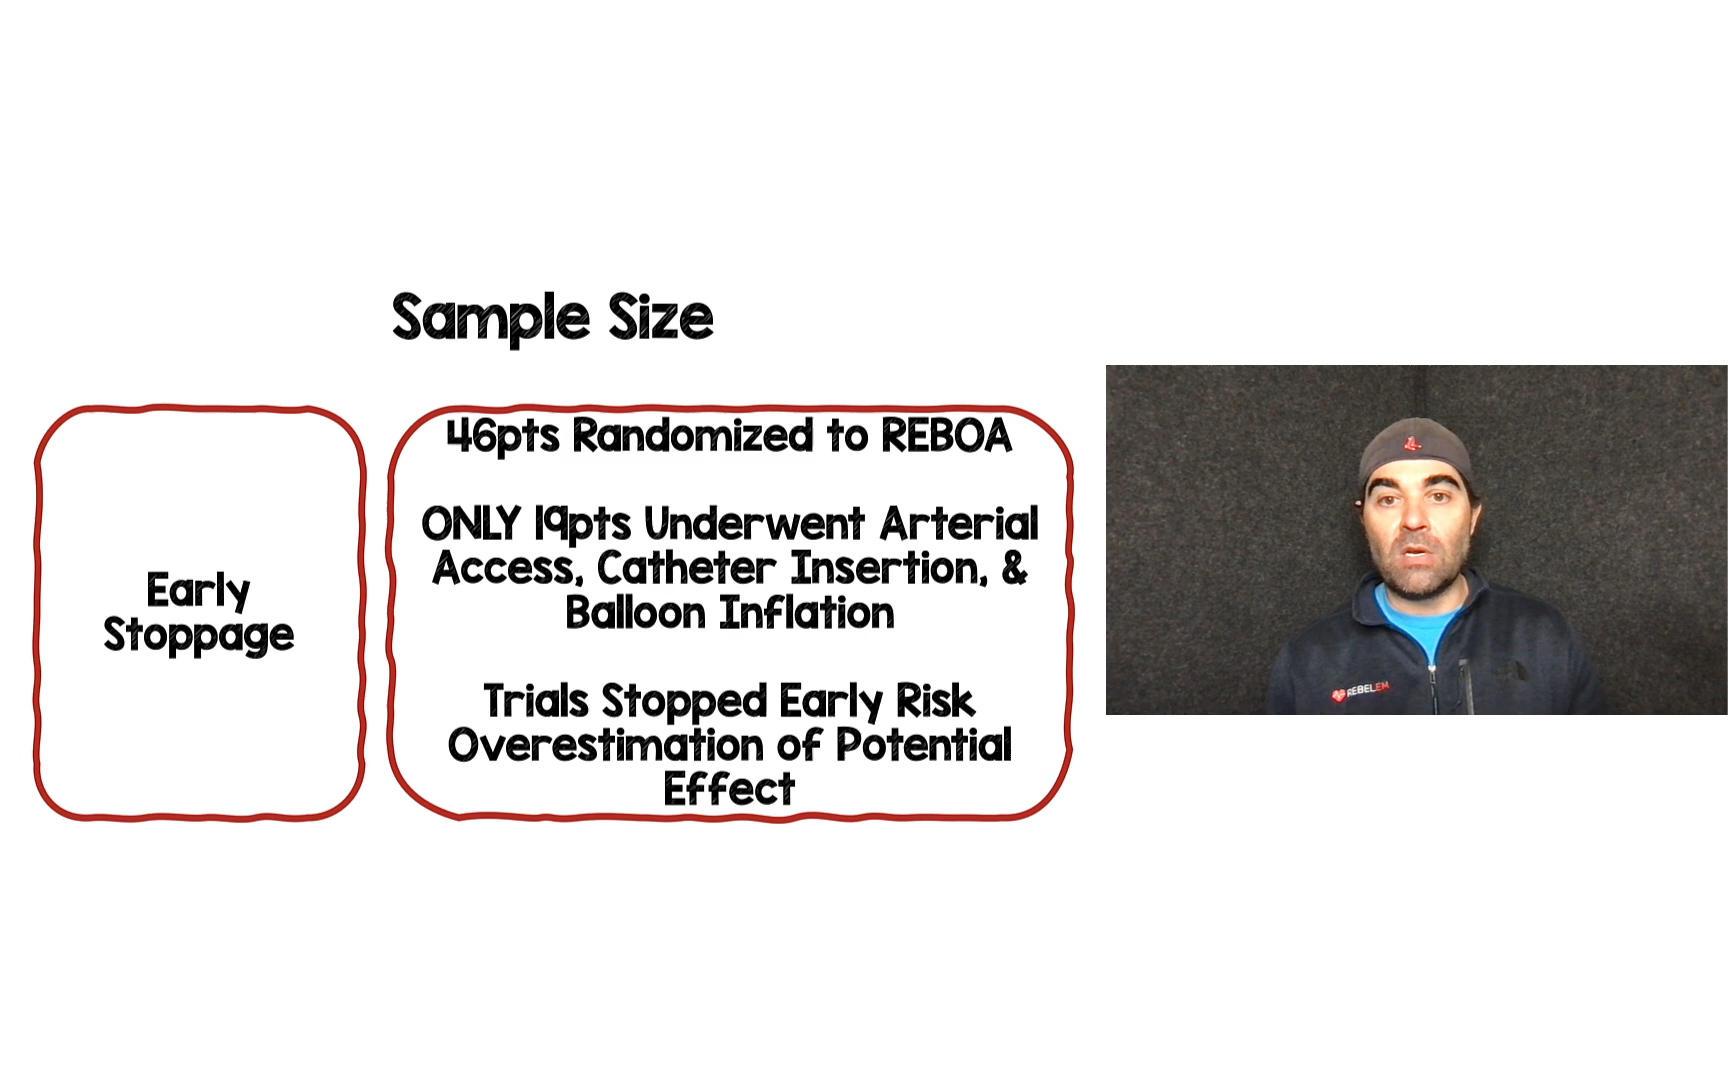 Sample Size
Early
Stoppage
46pts Randomized to REBOA
ONLY 19pts Underwent Arterial
Access, Catheter Insertion, &
Balloon Inflation
Trials Stopped Early Risk
Overestimation of Potential
Effect
REBELEM